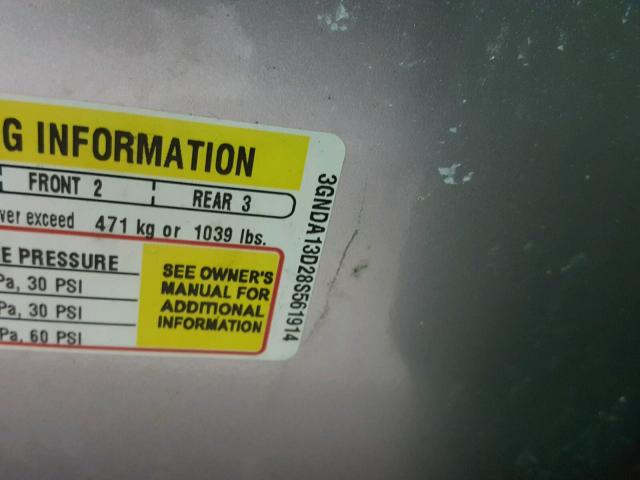 G INFORMATION
FRONT 2 REAR 3
ver exceed 471 kg or 1039 lbs.
E PRESSURE
Pa, 30 PSI
Pa, 30 PSI
Pa, 60 PSI
SEE OWNER'S
MANUAL FOR
ADDITIONAL
INFORMATION
3GNDA13D28S561914